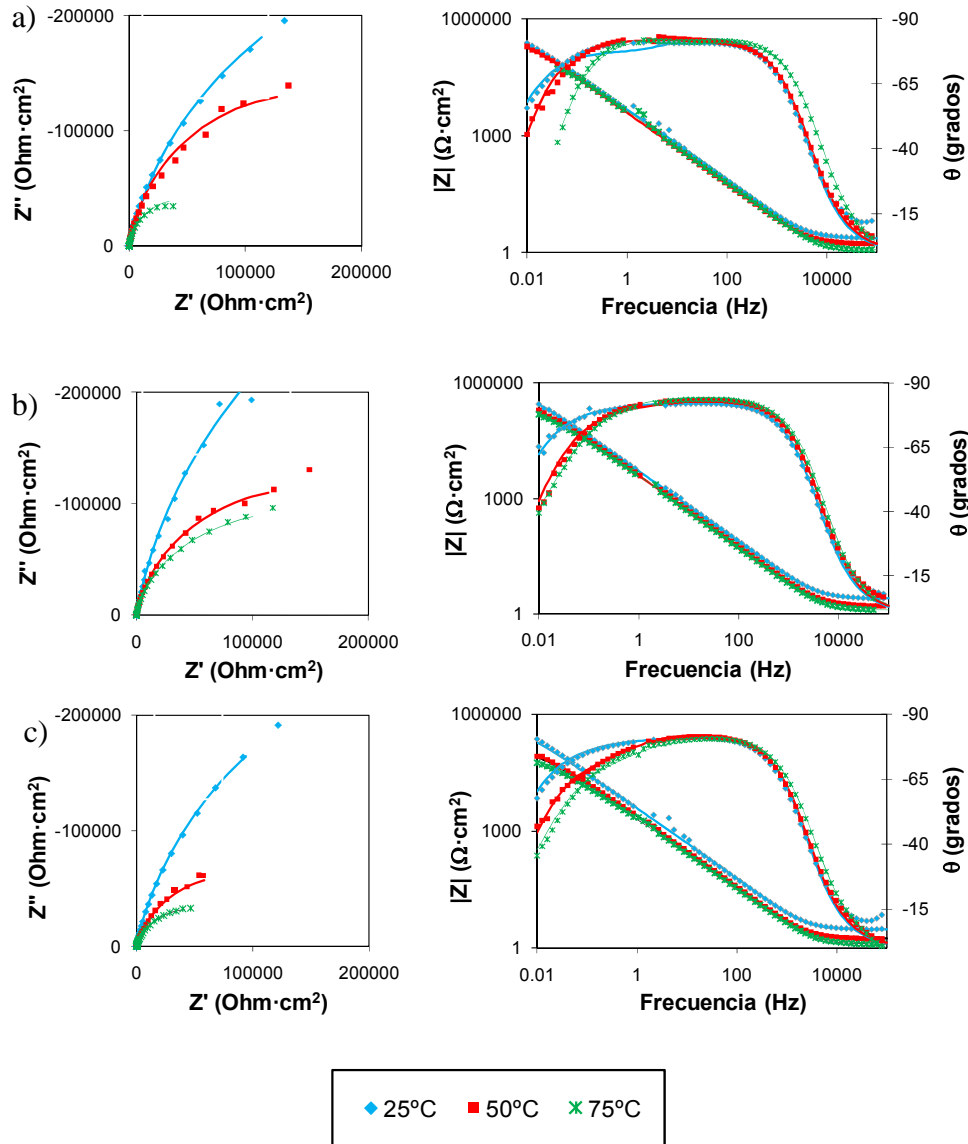 a)
-200000
-100000
0
0
100000
200000
Z'' (Ohm·cm²)
Z' (Ohm·cm²)
1000000
1000
1
0.01
1
100
10000
-90
-65
-40
-15
|Z| (Ω·cm²)
θ (grados)
Frecuencia (Hz)
b)
-200000
-100000
0
0
100000
200000
Z'' (Ohm·cm²)
Z' (Ohm·cm²)
1000000
1000
1
0.01
1
100
10000
-90
-65
-40
-15
|Z| (Ω·cm²)
θ (grados)
Frecuencia (Hz)
c)
-200000
-100000
0
0
100000
200000
Z'' (Ohm·cm²)
Z' (Ohm·cm²)
1000000
1000
1
0.01
1
100
10000
-90
-65
-40
-15
|Z| (Ω·cm²)
θ (grados)
Frecuencia (Hz)
25ºC 50ºC 75ºC